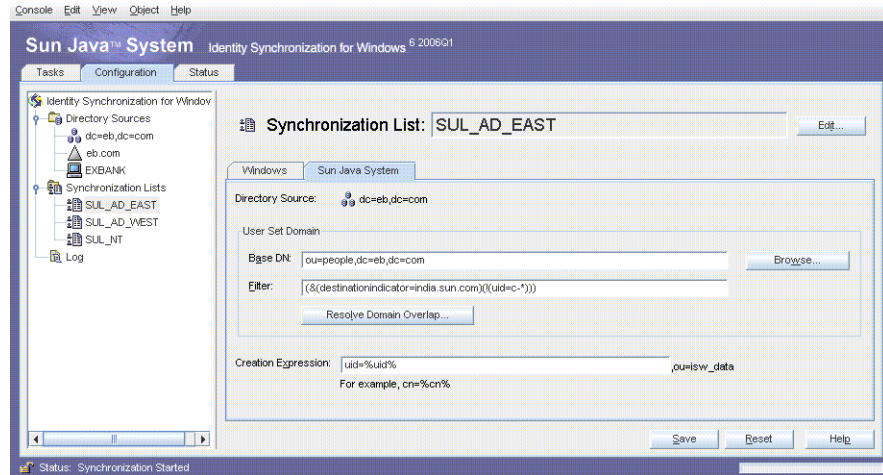 Console Edit View Object Help
Sun Java™ System Identity Synchronization for Windows 6 2006Q1
Tasks Configuration Status
Identity Synchronization for Window
Directory Sources
dc=eb,dc=com
eb.com
EXBANK
Synchronization Lists
SUL_AD_EAST
SUL_AD_WEST
SUL_NT
Log
Synchronization List: SUL_AD_EAST
Edit...
Windows Sun Java System
Directory Source: dc=eb,dc=com
User Set Domain
Base DN: ou=people,dc=eb,dc=com
Browse...
Filter: (&(destinationindicator=india.sun.com)(!(uid=c-*)))
Resolve Domain Overlap...
Creation Expression: uid=%uid% ,ou=isw_data
For example, cn=%cn%
Save Reset Help
Status: Synchronization Started